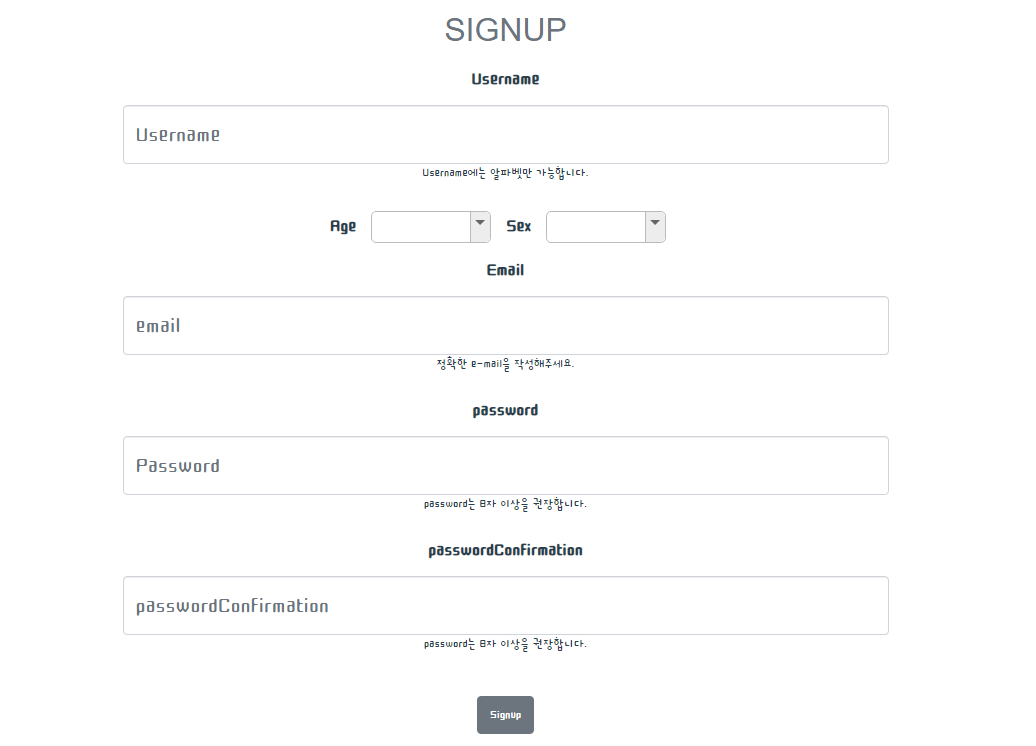 SIGNUP
Username
Username
Username에는 알파벳만 가능합니다.
Age Sex
Email
email
정확한 e-mail을 작성해주세요.
password
Password
password는 8자 이상을 권장합니다.
passwordConfirmation
passwordConfirmation
password는 8자 이상을 권장합니다.
Signup